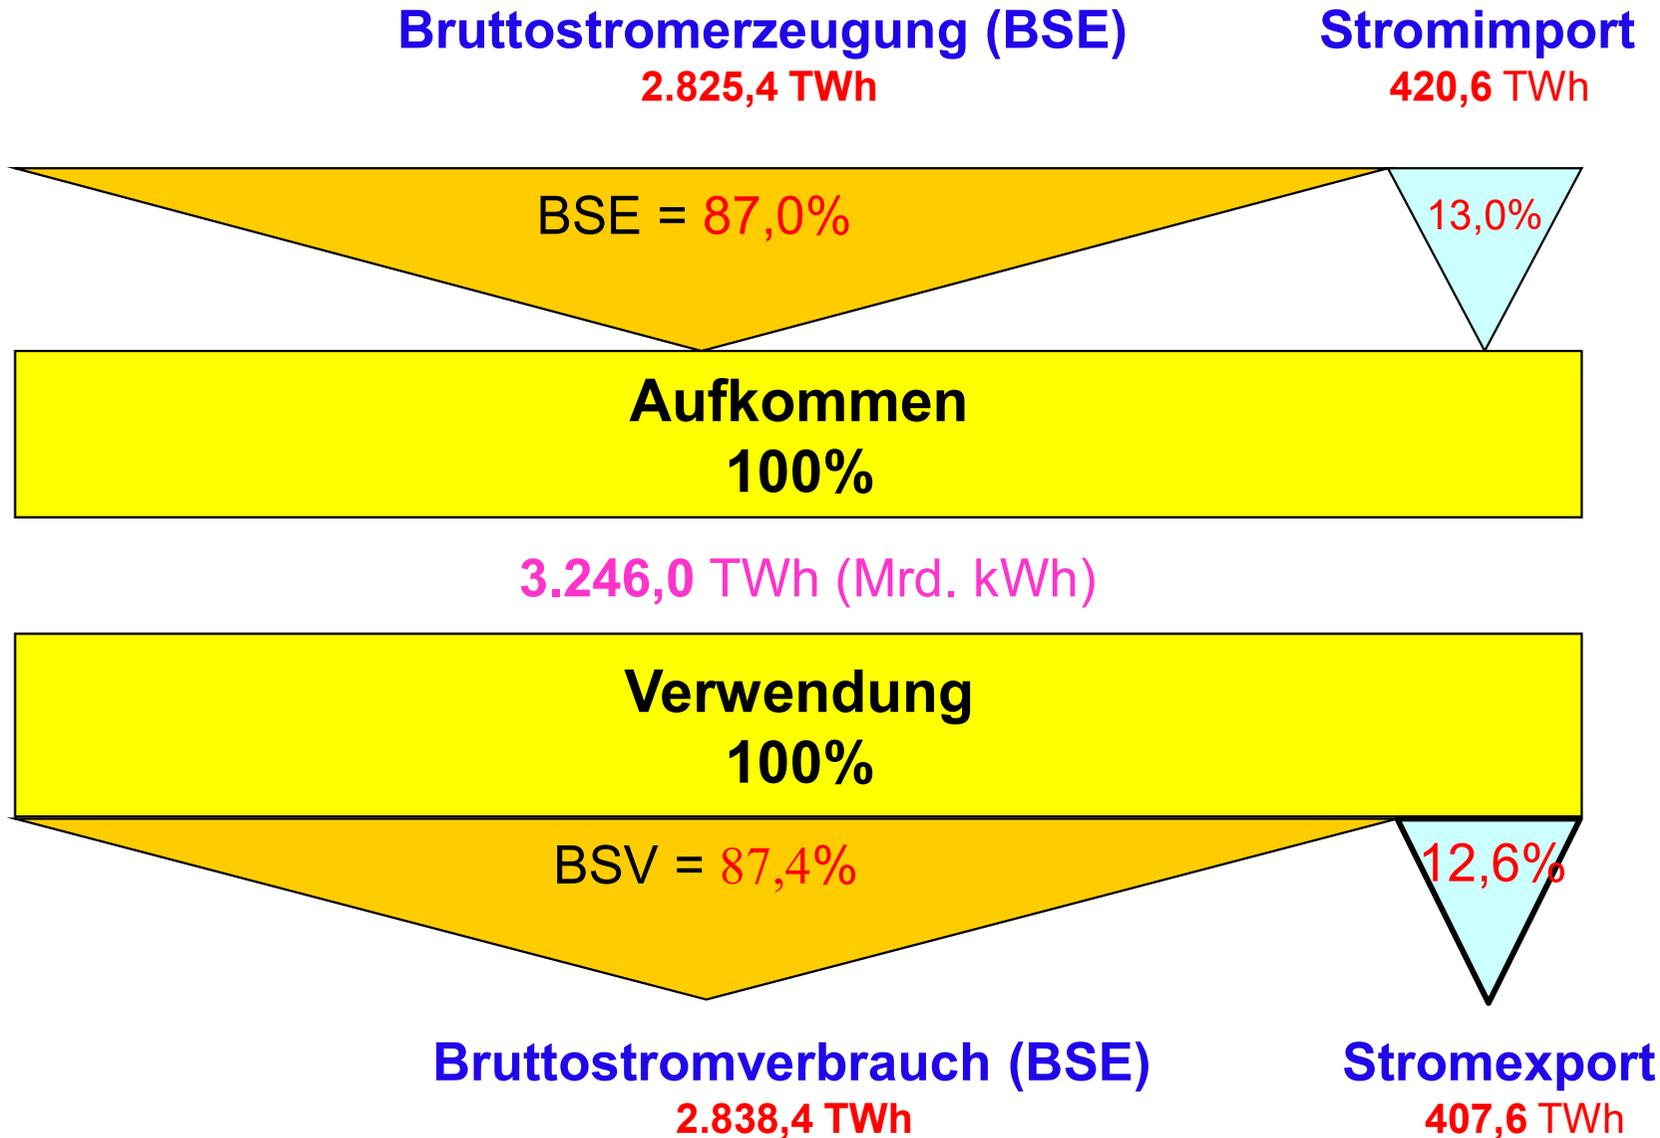 Bruttostromerzeugung (BSE)
Stromimport
2.825,4 TWh
420,6 TWh
BSE = 87,0%
13,0%
Aufkommen
100%
3.246,0 TWh (Mrd. kWh)
Verwendung
100%
BSV = 87,4%
12,6%
Bruttostromverbrauch (BSE)
Stromexport
2.838,4 TWh
407,6 TWh